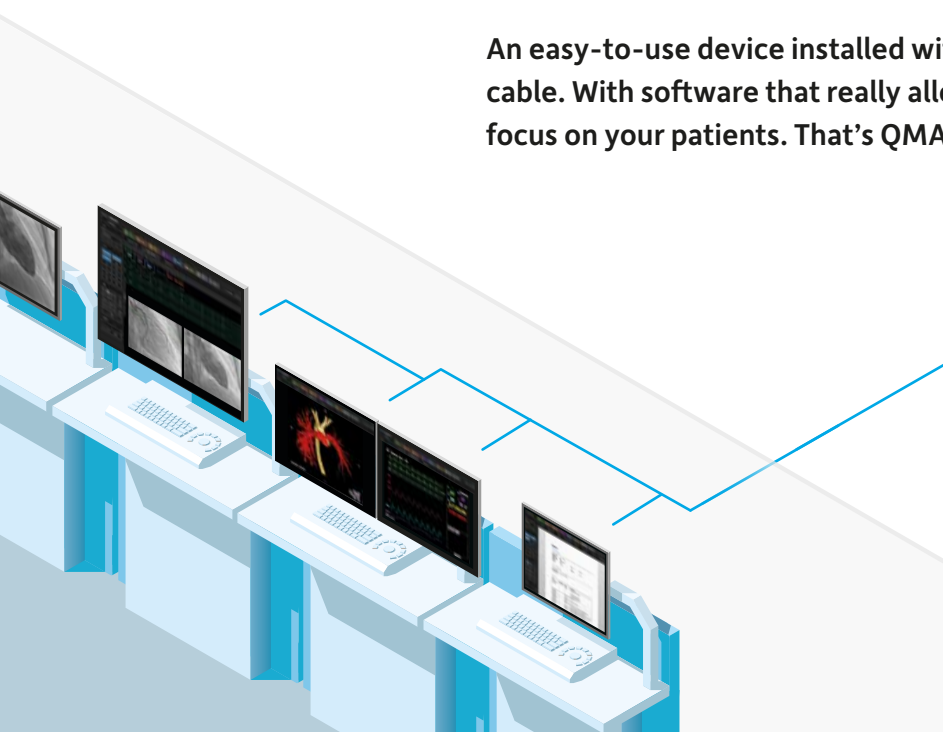 An easy-to-use device installed wi
cable. With software that really all
focus on your patients. That’s QMA